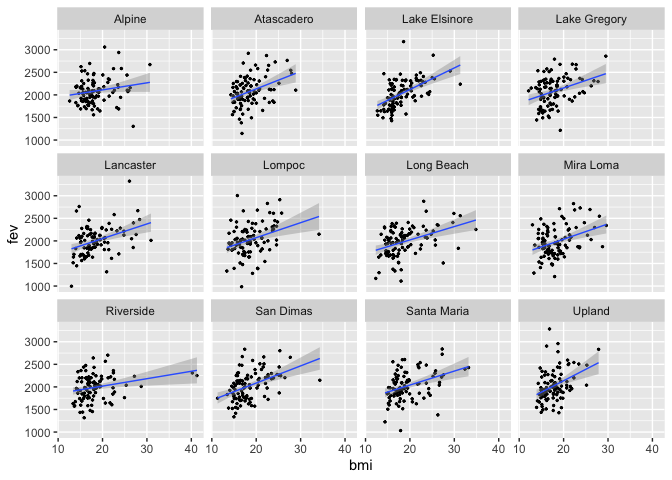 Alpine Atascadero Lake Elsinore Lake Gregory
3000
2500
2000
1500
1000
Lancaster Lompoc Long Beach Mira Loma
3000
2500
2000
1500
1000
fev
Riverside San Dimas Santa Maria Upland
3000
2500
2000
1500
1000
10 20 30 40 10 20 30 40 10 20 30 40 10 20 30 40
bmi